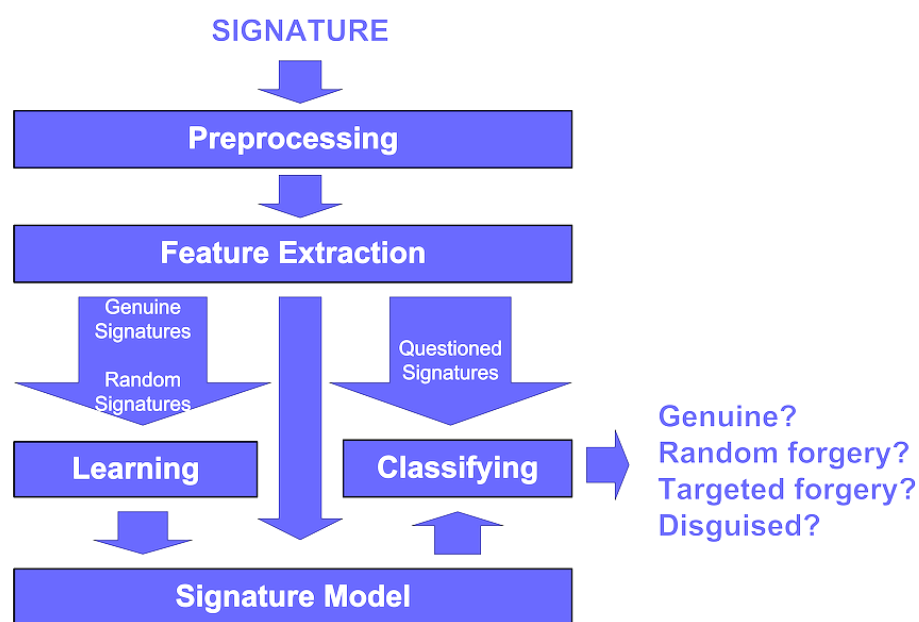 SIGNATURE
Preprocessing
Feature Extraction
Genuine
Signatures
Random
Signatures
Questioned
Signatures
Learning
Classifying
Genuine?
Random forgery?
Targeted forgery?
Disguised?
Signature Model